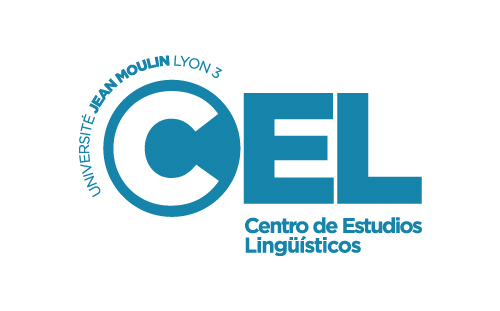 UNIVERSITÉ JEAN MOULIN LYON 3
CEL
Centro de Estudios
Lingüísticos